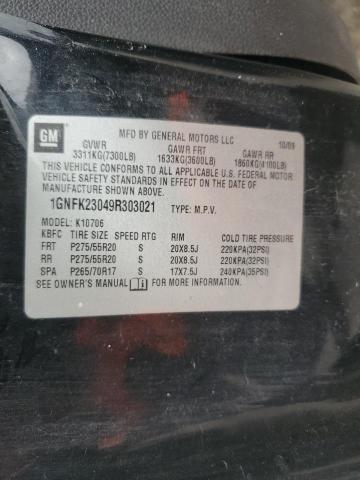 GM
MFD BY GENERAL MOTORS LLC 10/09
GVWR GAWR FRT GAWR RR
3311KG(7300LB) 1633KG(3600LB) 1860KG(4100LB)
THIS VEHICLE CONFORMS TO ALL APPLICABLE U.S. FEDERAL MOTOR
VEHICLE SAFETY STANDARDS IN EFFECT ON THE DATE OF
MANUFACTURE SHOWN ABOVE.
1GNFK23049R303021 TYPE: M.P.V.
MODEL: K10706
KBFC TIRE SIZE SPEED RTG RIM COLD TIRE PRESSURE
FRT P275/55R20 S 20X8.5J 220KPA(32PSI)
RR P275/55R20 S 20X8.5J 220KPA(32PSI)
SPA P265/70R17 S 17X7.5J 240KPA(35PSI)
SEE OWNER'S MANUAL FOR MORE INFORMATION